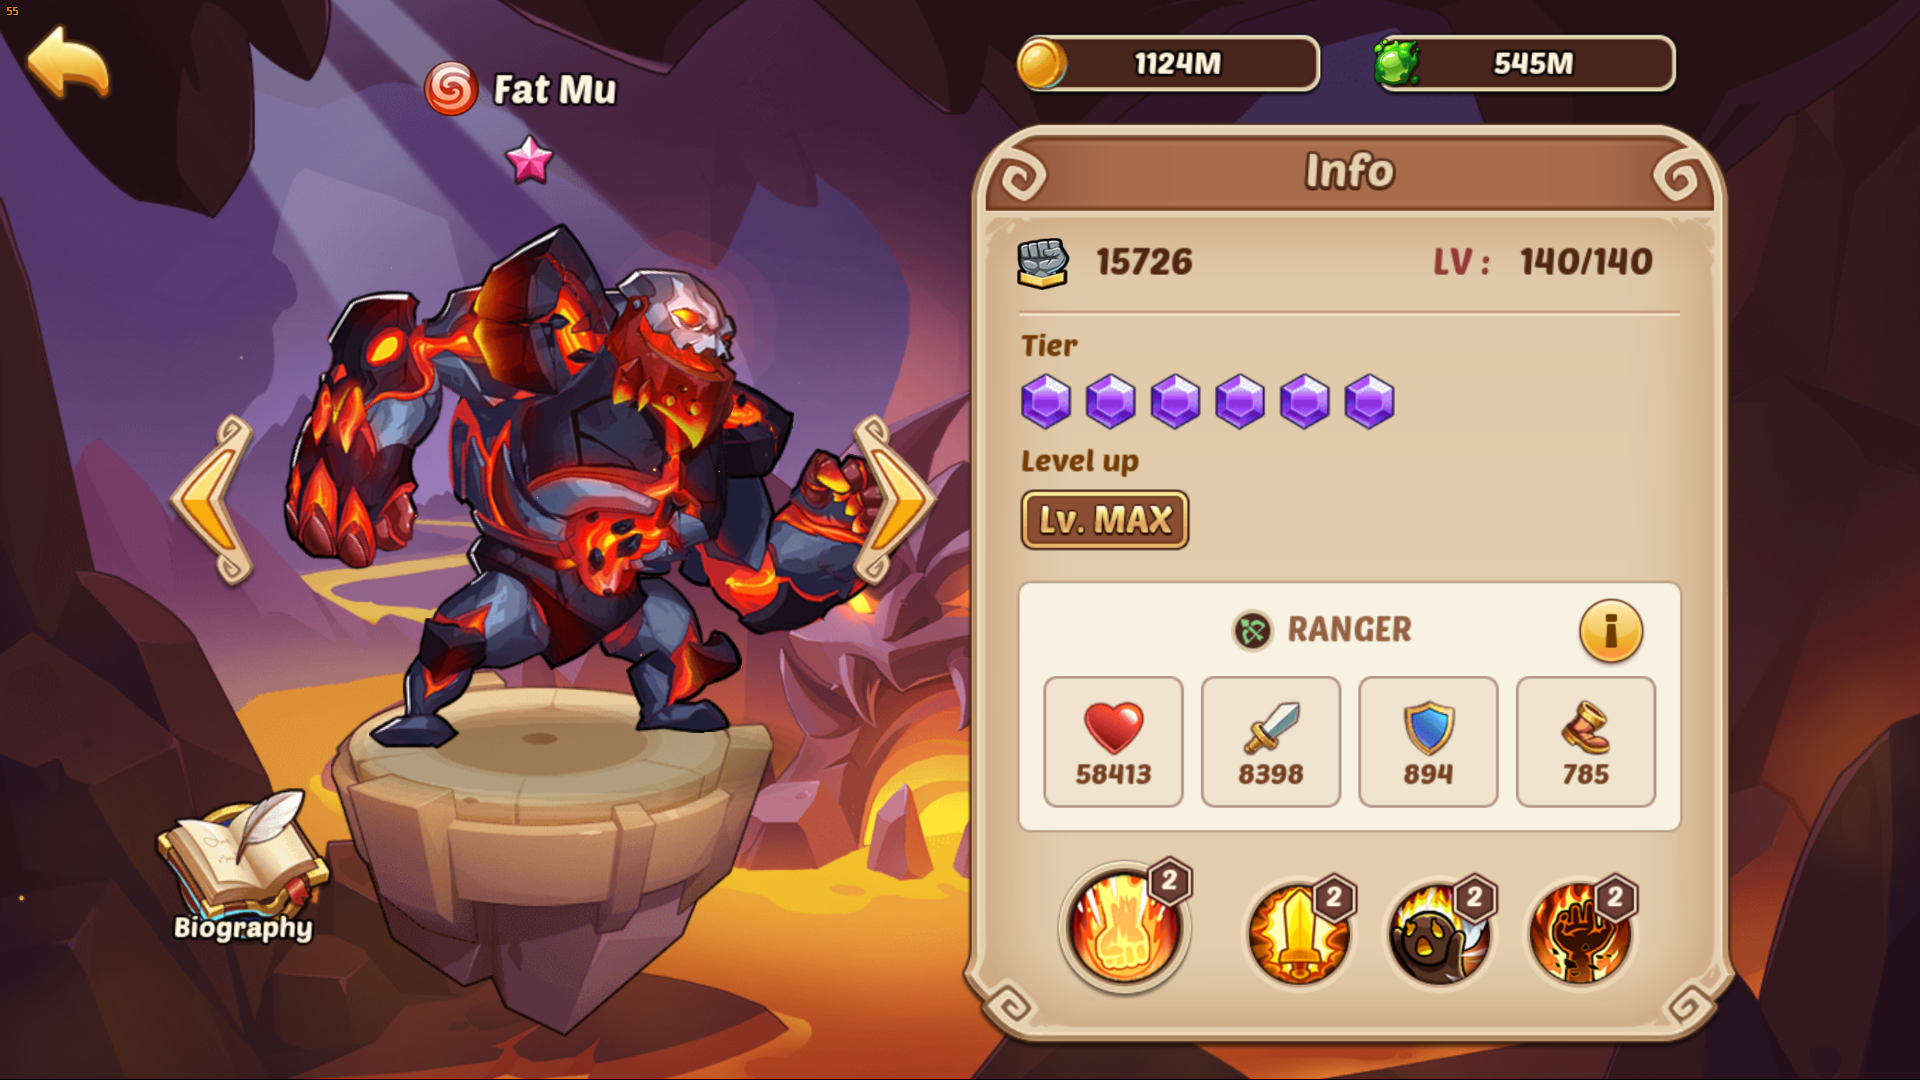 55
Fat Mu
1124M
545M
Info
15726
LV : 140/140
Tier
Level up
Lv. MAX
RANGER
58413
8398
894
785
2
2
2
2
Biography